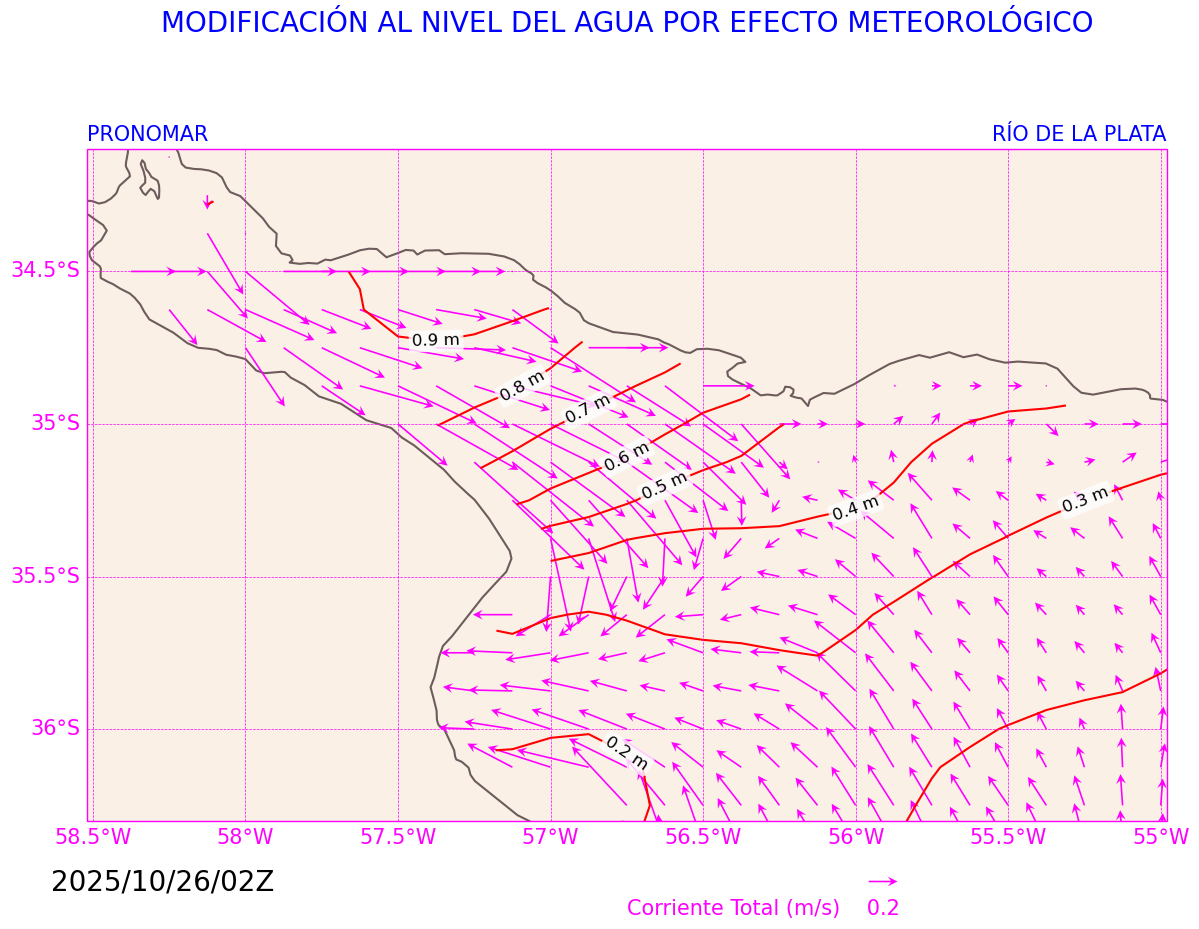 MODIFICACIÓN AL NIVEL DEL AGUA POR EFECTO METEOROLÓGICO
PRONOMAR RÍO DE LA PLATA
34.5°S
0.9 m
0.8 m
0.7 m
35°S
0.6 m
0.5 m
0.4 m
0.3 m
35.5°S
36°S
0.2 m
58.5°W 58°W 57.5°W 57°W 56.5°W 56°W 55.5°W 55°W
2025/10/26/02Z
Corriente Total (m/s) 0.2